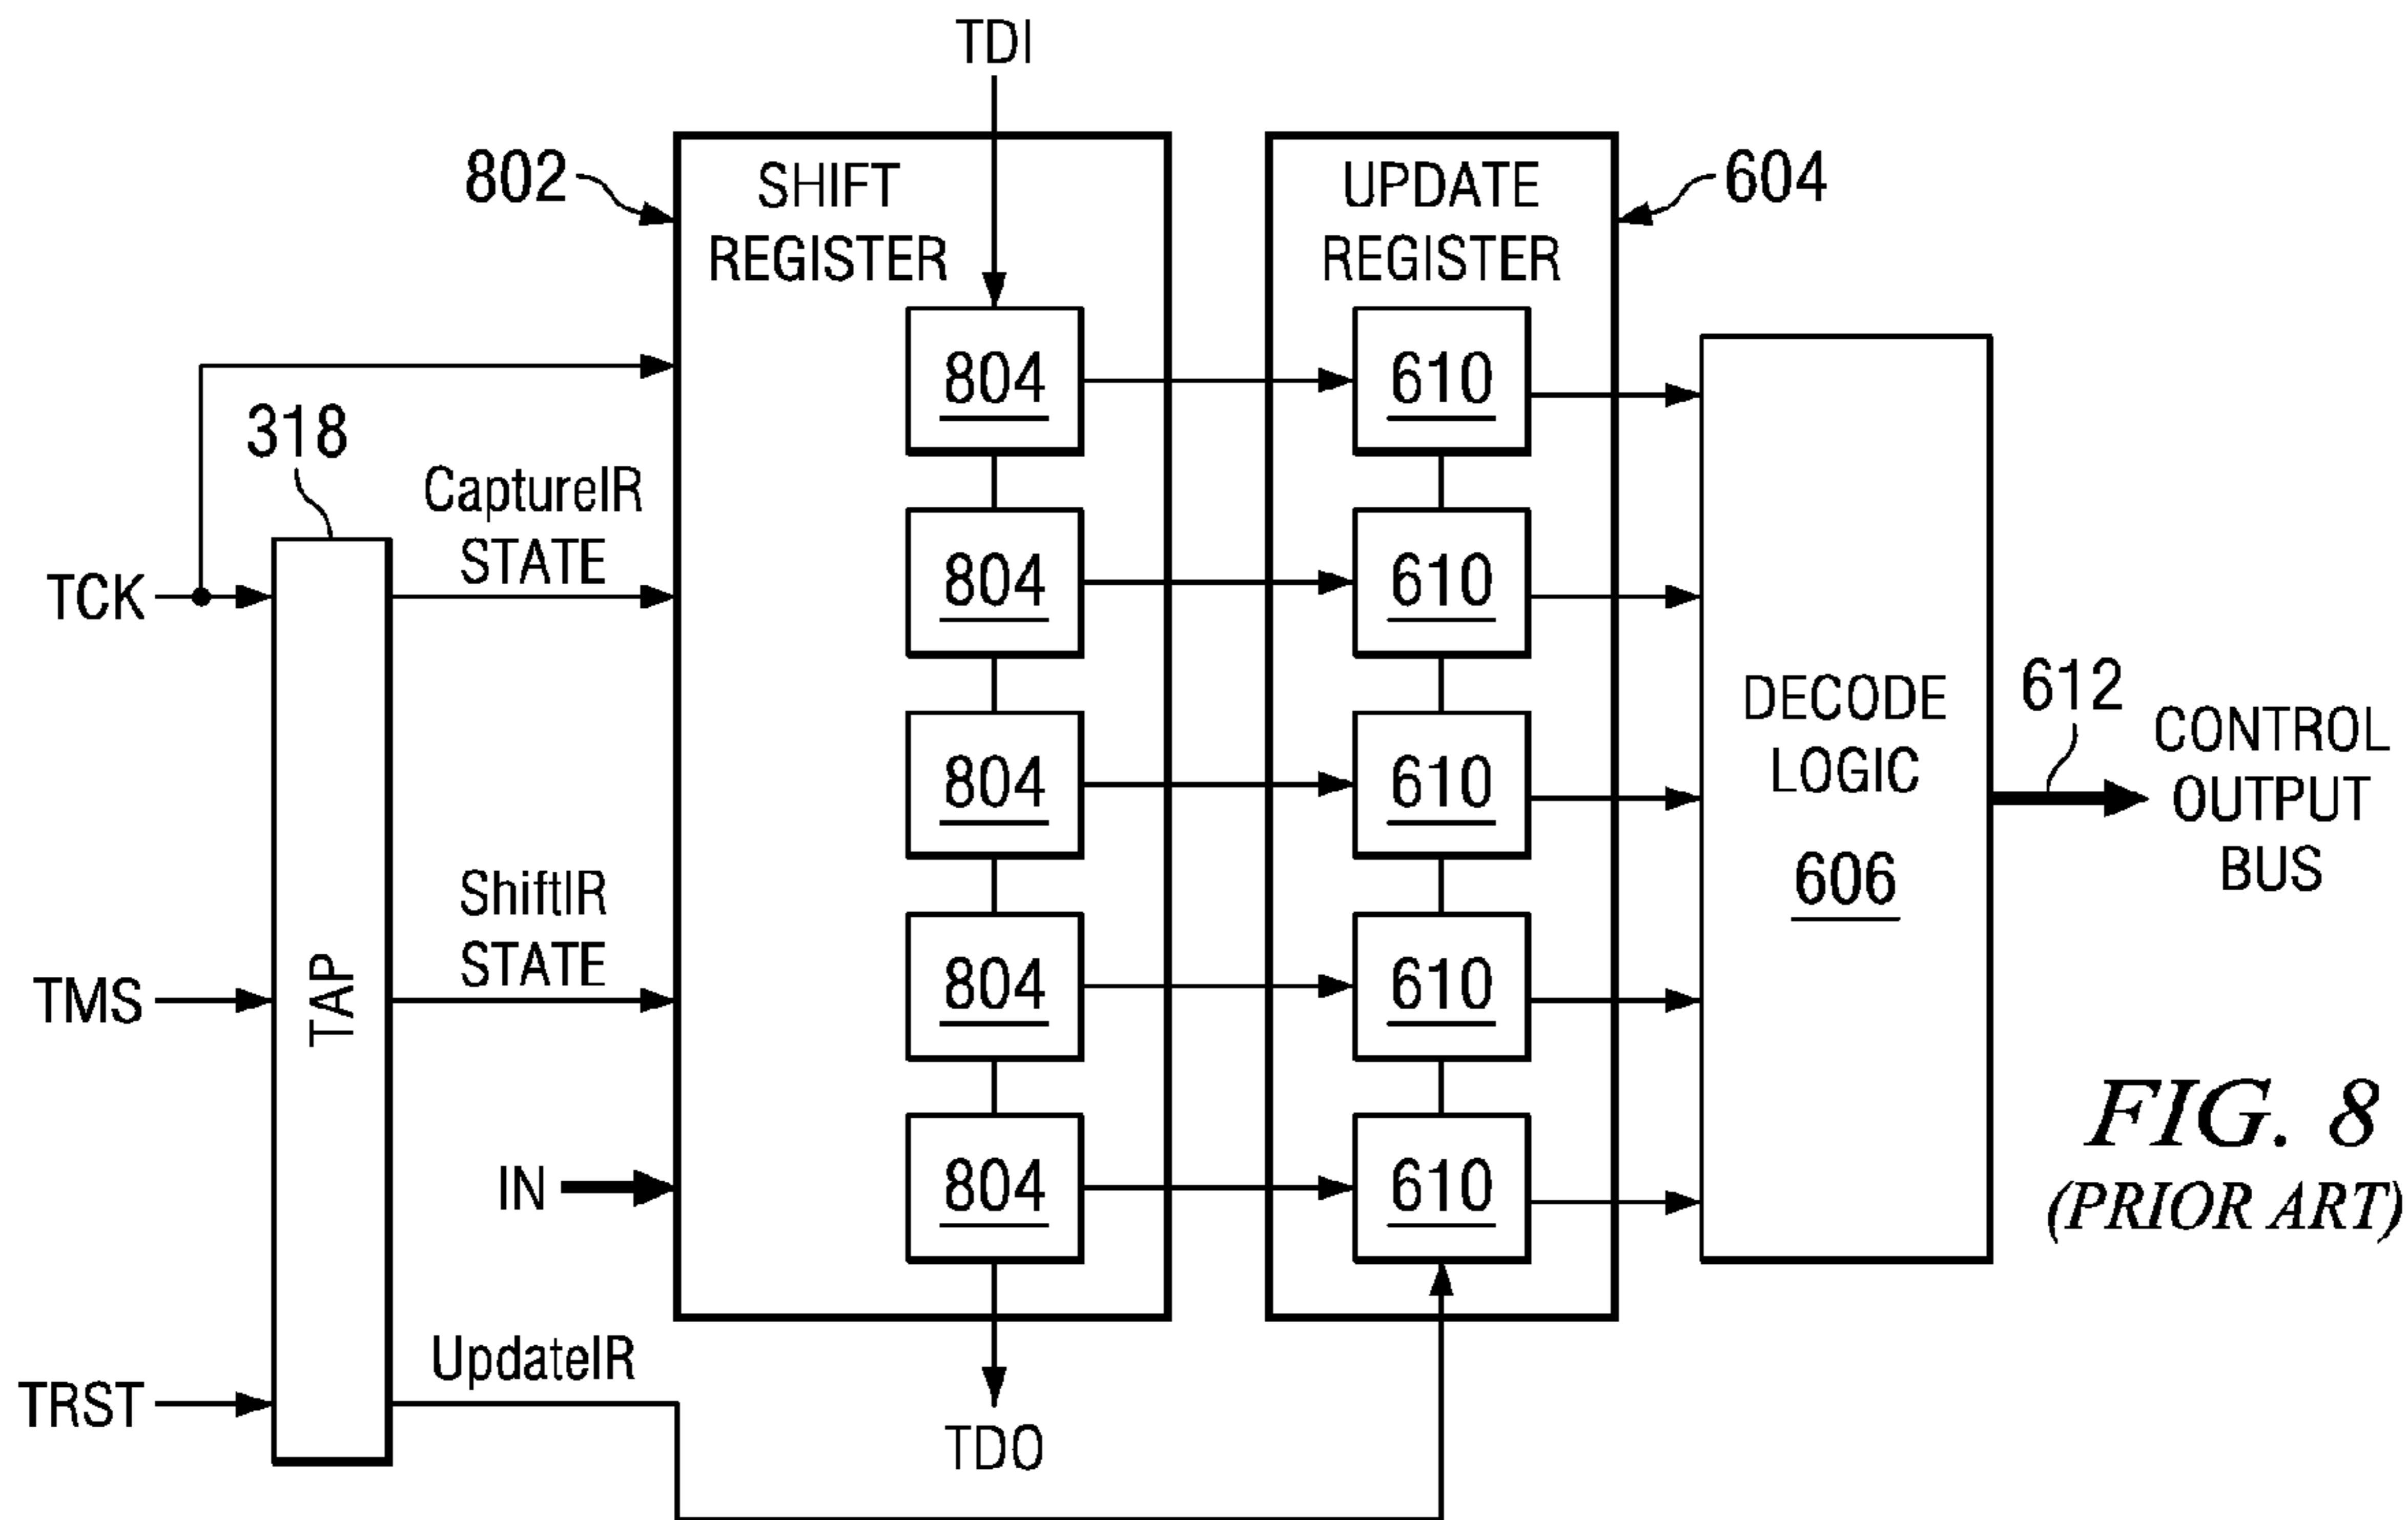 TDI
802
SHIFT
REGISTER
UPDATE
REGISTER
604
318
CaptureIR
STATE
TCK
ShiftIR
STATE
TMS
TAP
IN
UpdateIR
TRST
TDO
804
804
804
804
804
610
610
610
610
610
DECODE
LOGIC
606
612
CONTROL
OUTPUT
BUS
FIG. 8
(PRIOR ART)